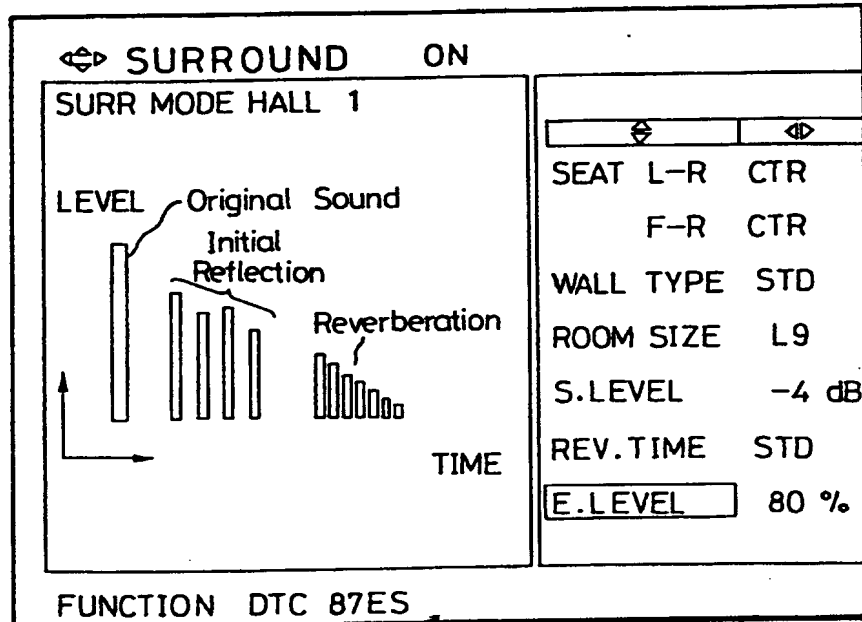 SURROUND ON
SURR MODE HALL 1
LEVEL
Original Sound
Initial
Reflection
Reverberation
TIME
SEAT L-R CTR
F-R CTR
WALL TYPE STD
ROOM SIZE L9
S.LEVEL -4 dB
REV.TIME STD
E.LEVEL 80 %
FUNCTION DTC 87ES